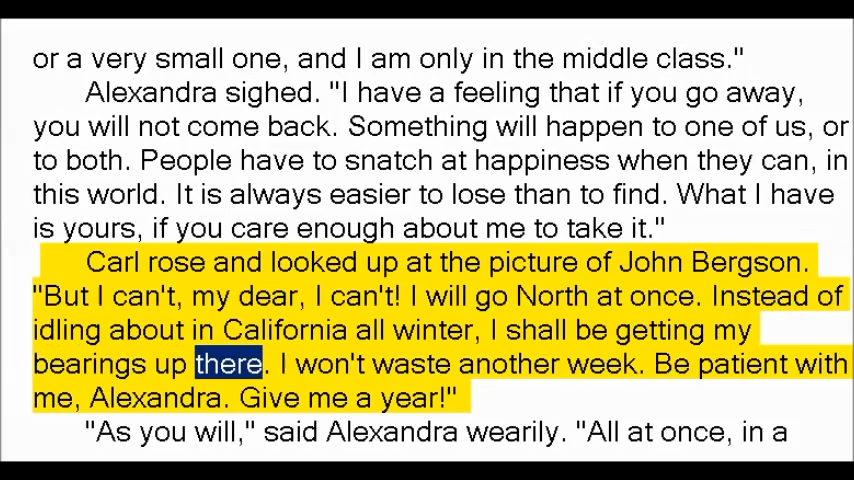 or a very small one, and I am only in the middle class."
Alexandra sighed. "I have a feeling that if you go away,
you will not come back. Something will happen to one of us, or
to both. People have to snatch at happiness when they can, in
this world. It is always easier to lose than to find. What I have
is yours, if you care enough about me to take it."
Carl rose and looked up at the picture of John Bergson.
"But I can't, my dear, I can't! I will go North at once. Instead of
idling about in California all winter, I shall be getting my
bearings up there. I won't waste another week. Be patient with
me, Alexandra. Give me a year!"
"As you will," said Alexandra wearily. "All at once, in a